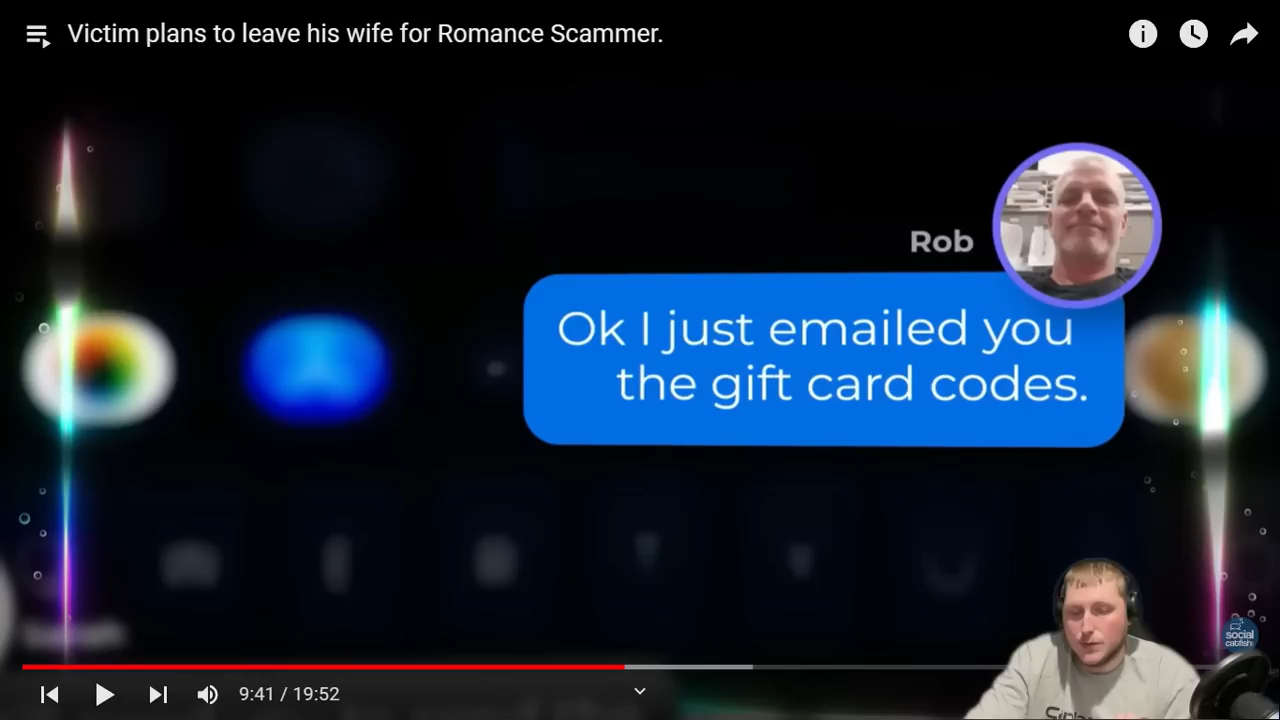 Victim plans to leave his wife for Romance Scammer.
Rob
Ok I just emailed you
the gift card codes.
social
catfish
9:41 / 19:52